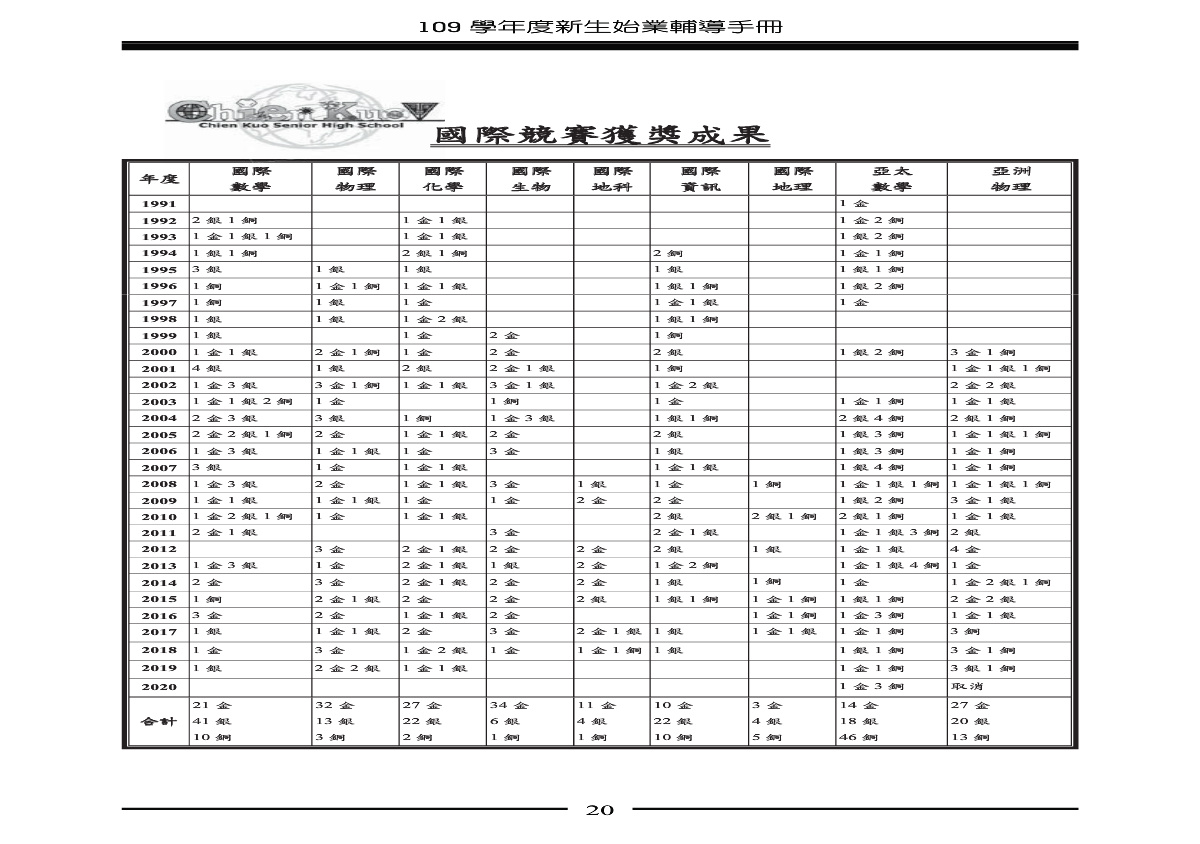 109 學年度新生始業輔導手冊
Chien Kuo
Chien Kuo Senior High School
國際競賽獲獎成果
年度 國際數學 國際物理 國際化學 國際生物 國際地科 國際資訊 國際地理 亞太數學 亞洲物理
1991 1 金
1992 2 銀 1 銅 1 金 1 銀 1 金 2 銅
1993 1 金 1 銀 1 銅 1 金 1 銀 1 銀 2 銅
1994 1 銀 1 銅 2 銀 1 銅 2 銅 1 金 1 銅
1995 3 銀 1 銀 1 銀 1 銀 1 銀 1 銅
1996 1 銅 1 金 1 銅 1 金 1 銀 1 銀 1 銅 1 銀 2 銅
1997 1 銅 1 銀 1 金 1 金 1 銀 1 金
1998 1 銀 1 銀 1 金 2 銀 1 銀 1 銅
1999 1 銀 1 金 2 金 1 銅
2000 1 金 1 銀 2 金 1 銅 1 金 2 金 2 銀 1 銀 2 銅 3 金 1 銅
2001 4 銀 1 銀 2 銀 2 金 1 銀 1 銅 1 金 1 銀 1 銅
2002 1 金 3 銀 3 金 1 銅 1 金 1 銀 3 金 1 銀 1 金 2 銀 2 金 2 銀
2003 1 金 1 銀 2 銅 1 金 1 銅 1 金 1 金 1 銅 1 金 1 銀
2004 2 金 3 銀 3 銀 1 銅 1 金 3 銀 1 銀 1 銅 2 銀 4 銅 2 銀 1 銅
2005 2 金 2 銀 1 銅 2 金 1 金 1 銀 2 金 2 銀 1 銀 3 銅 1 金 1 銀 1 銅
2006 1 金 3 銀 1 金 1 銀 1 金 3 金 1 銀 1 銀 3 銅 1 金 1 銅
2007 3 銀 1 金 1 金 1 銀 1 金 1 銀 1 銀 4 銅 1 金 1 銅
2008 1 金 3 銀 2 金 1 金 1 銀 3 金 1 銀 1 金 1 銅 1 金 1 銀 1 銅 1 金 1 銀 1 銅
2009 1 金 1 銀 1 金 1 銀 1 金 1 金 2 金 2 金 1 銀 2 銅 3 金 1 銀
2010 1 金 2 銀 1 銅 1 金 1 金 1 銀 2 銀 2 銀 1 銅 2 銀 1 銅 1 金 1 銀
2011 2 金 1 銀 3 金 2 金 1 銀 1 金 1 銀 3 銅 2 銀
2012 3 金 2 金 1 銀 2 金 2 金 2 銀 1 銀 1 金 1 銀 4 金
2013 1 金 3 銀 1 金 2 金 1 銀 1 銀 2 金 1 金 2 銅 1 金 1 銀 4 銅 1 金
2014 2 金 3 金 2 金 1 銀 2 金 2 金 1 銀 1 銅 1 金 1 金 2 銀 1 銅
2015 1 銅 2 金 1 銀 2 金 2 金 2 銀 1 銀 1 銅 1 金 1 銅 1 銀 1 銅 2 金 2 銀
2016 3 金 2 金 1 金 1 銀 2 金 1 金 1 銅 1 金 3 銅 1 金 1 銀
2017 1 銀 1 金 1 銀 2 金 3 金 2 金 1 銀 1 銀 1 金 1 銀 1 金 1 銅 3 銅
2018 1 金 3 金 1 金 2 銀 1 金 1 金 1 銅 1 銀 1 銀 1 銅 3 金 1 銅
2019 1 銀 2 金 2 銀 1 金 1 銀 1 金 1 銅 3 銀 1 銅
2020 1 金 3 銅 取消
21 金 32 金 27 金 34 金 11 金 10 金 3 金 14 金 27 金
合計 41 銀 13 銀 22 銀 6 銀 4 銀 22 銀 4 銀 18 銀 20 銀
10 銅 3 銅 2 銅 1 銅 1 銅 10 銅 5 銅 46 銅 13 銅
20